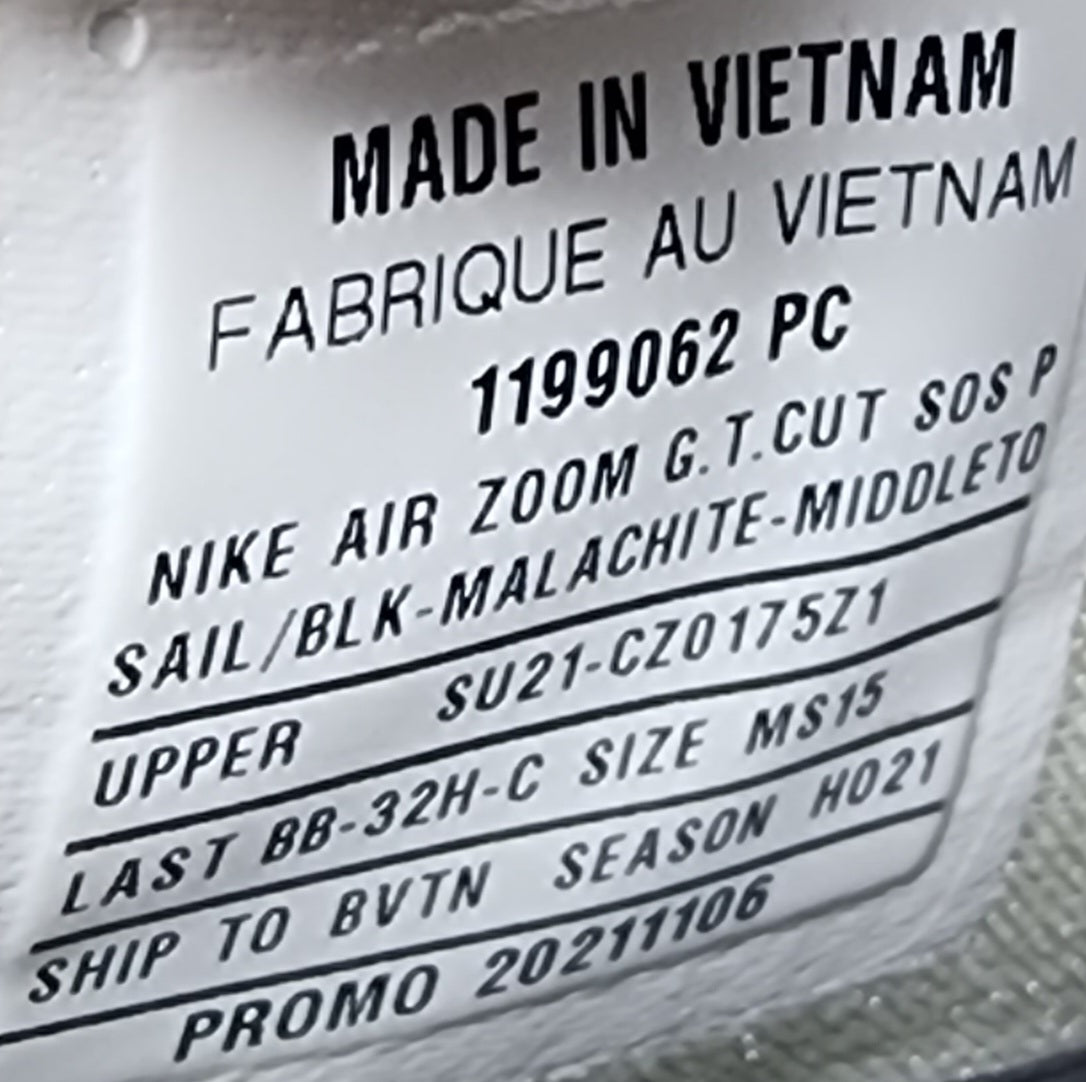 MADE IN VIETNAM
FABRIQUE AU VIETNAM
1199062 PC
NIKE AIR ZOOM G.T.CUT SOS P
SAIL/BLK-MALACHITE-MIDDLETO
UPPER SU21-CZ0175Z1
LAST BB-32H-C SIZE MS15
SHIP TO BVTN SEASON HO21
PROMO 20211106